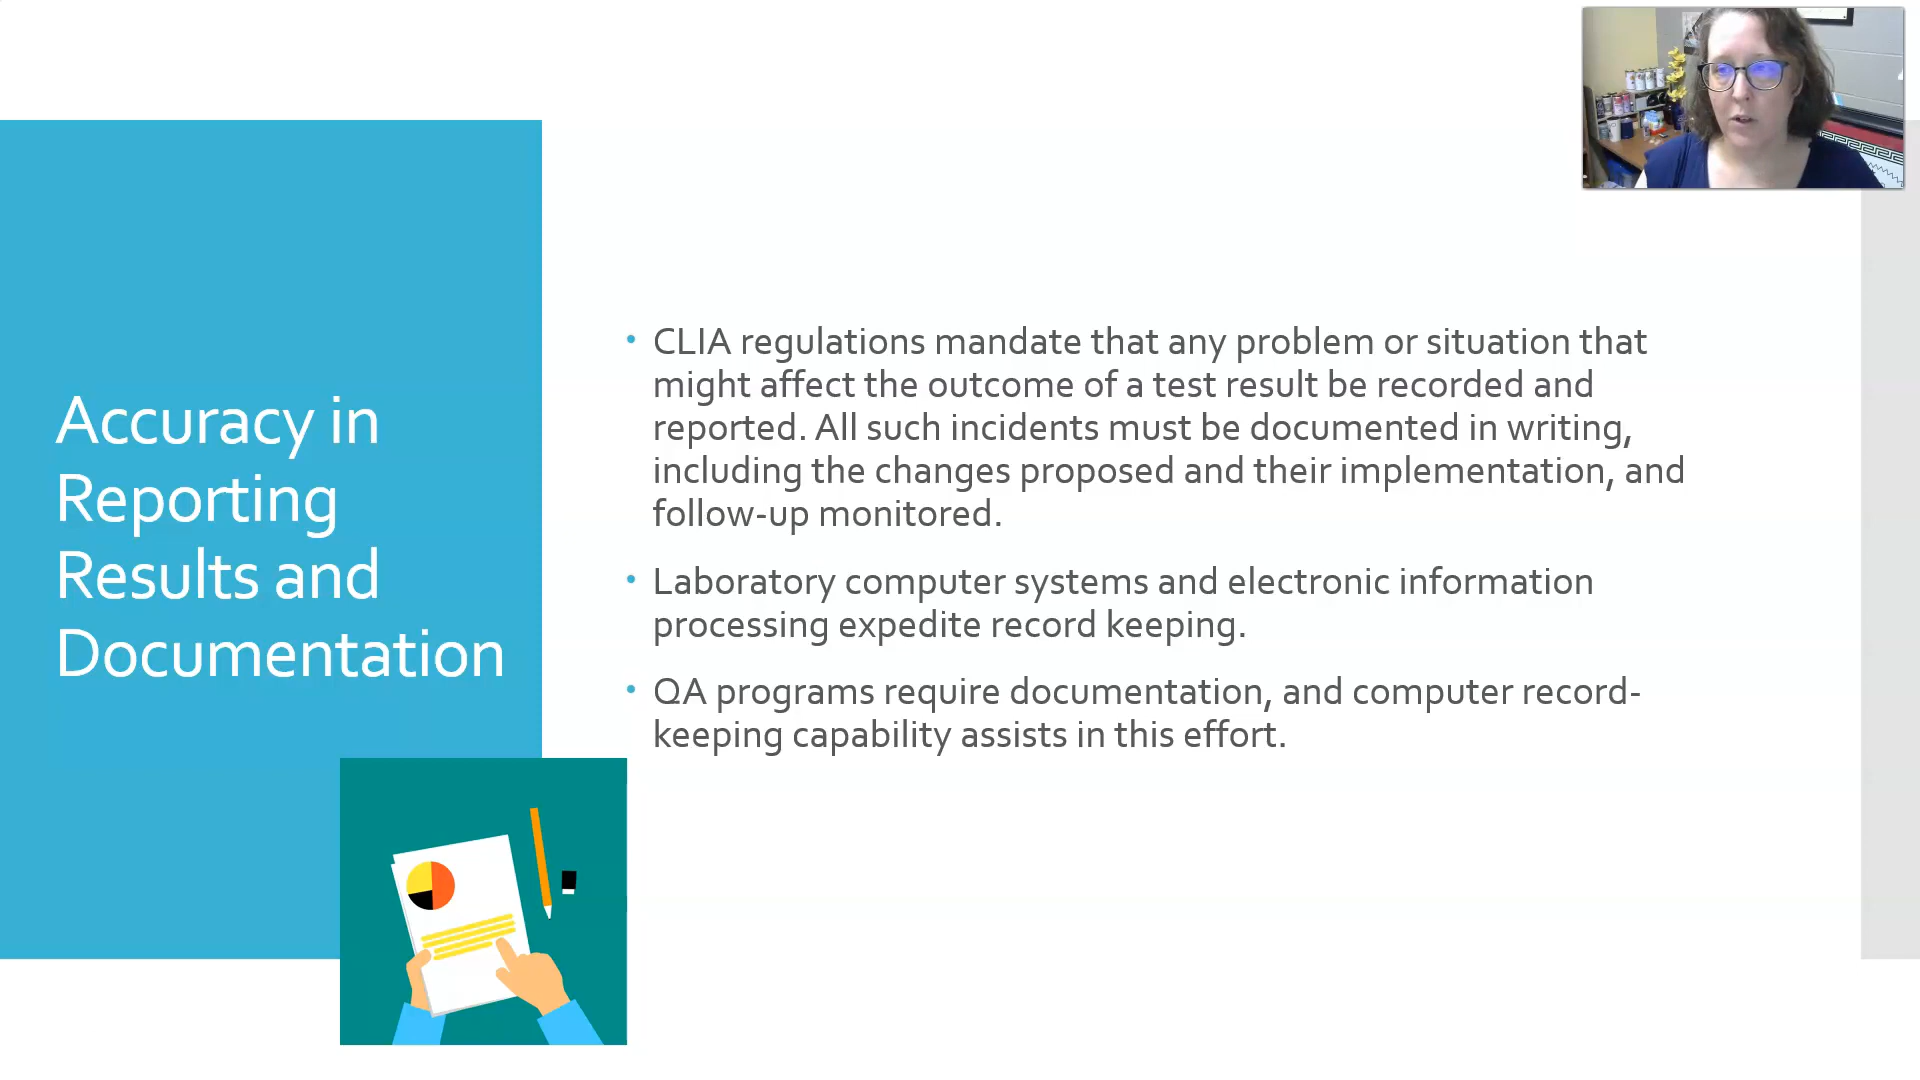 Accuracy in
Reporting
Results and
Documentation
• CLIA regulations mandate that any problem or situation that
might affect the outcome of a test result be recorded and
reported. All such incidents must be documented in writing,
including the changes proposed and their implementation, and
follow-up monitored.
• Laboratory computer systems and electronic information
processing expedite record keeping.
• QA programs require documentation, and computer record-
keeping capability assists in this effort.